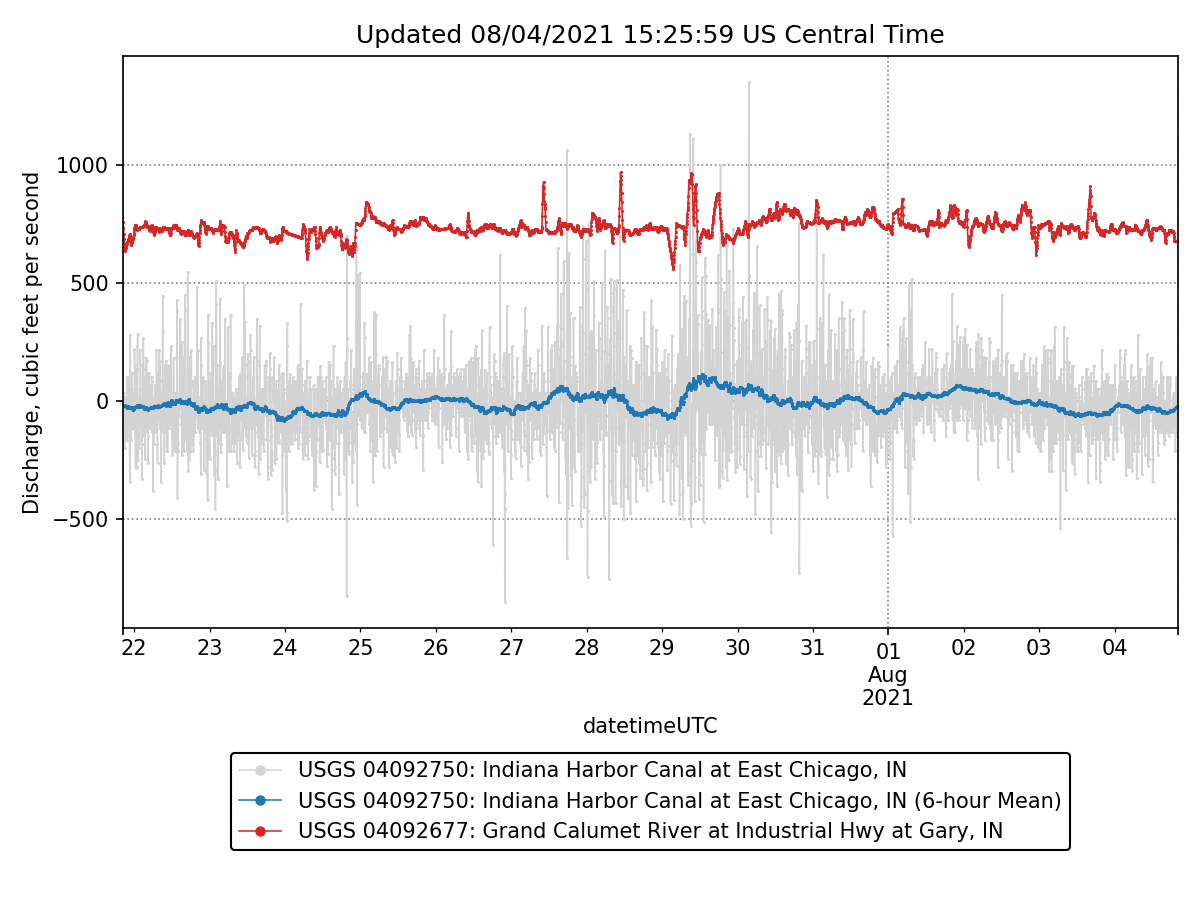 Updated 08/04/2021 15:25:59 US Central Time
Discharge, cubic feet per second
1000
500
0
−500
22 23 24 25 26 27 28 29 30 31 01 02 03 04
Aug
2021
datetimeUTC
USGS 04092750: Indiana Harbor Canal at East Chicago, IN
USGS 04092750: Indiana Harbor Canal at East Chicago, IN (6-hour Mean)
USGS 04092677: Grand Calumet River at Industrial Hwy at Gary, IN